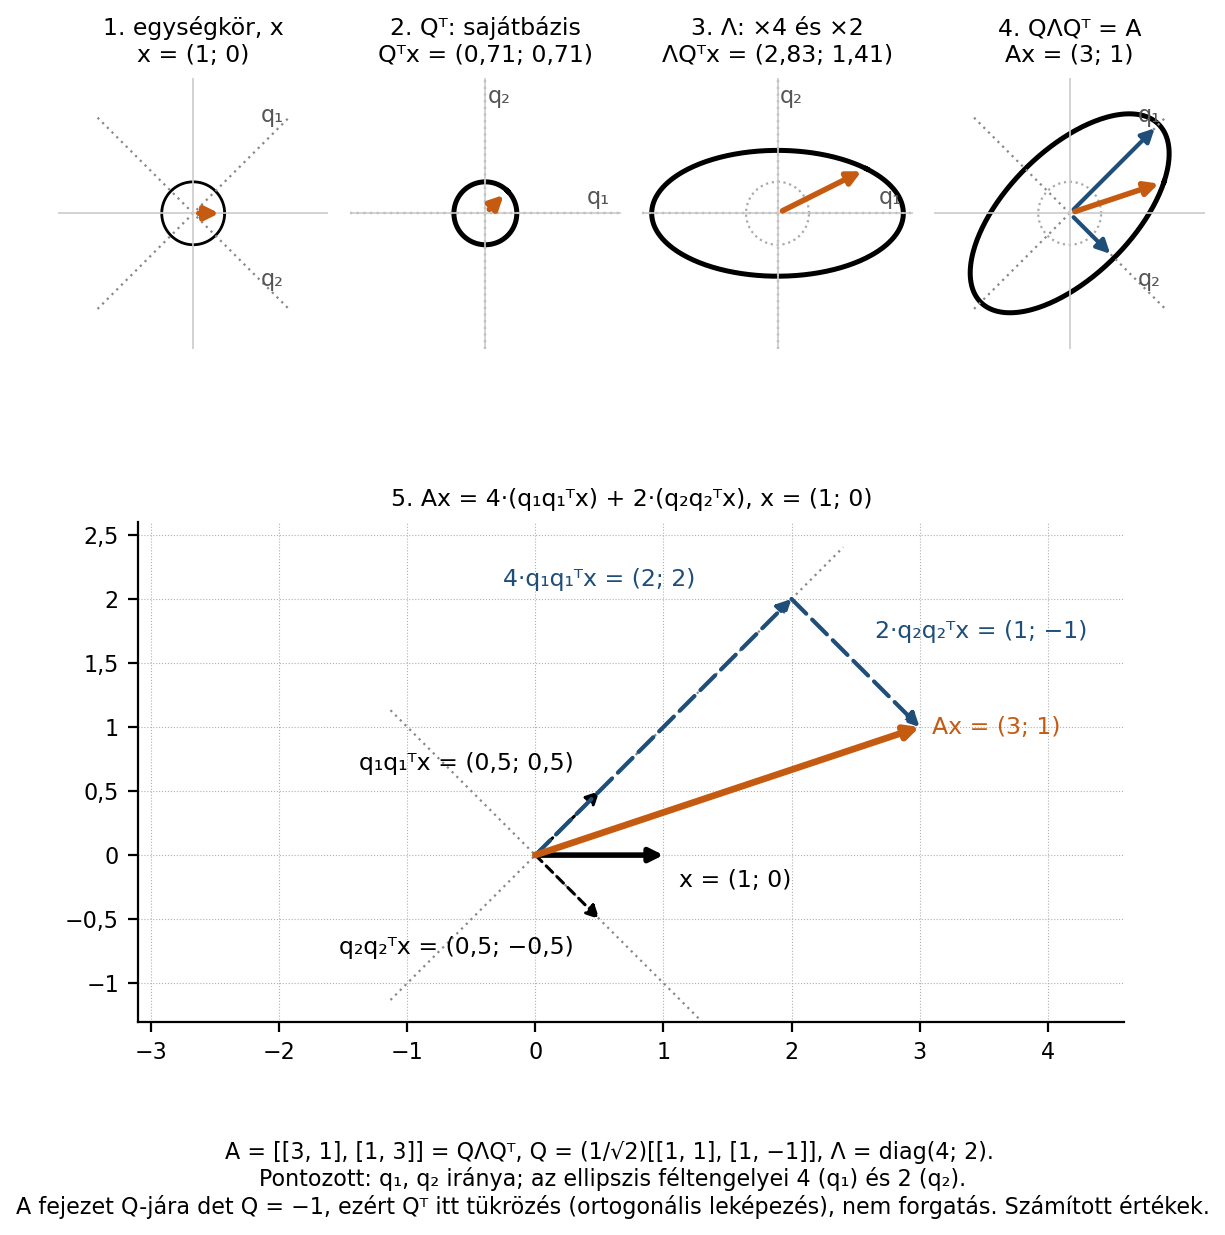 1. egységkör, x
x = (1; 0)
2. Qᵀ: sajátbázis
Qᵀx = (0,71; 0,71)
3. Λ: ×4 és ×2
ΛQᵀx = (2,83; 1,41)
4. QΛQᵀ = A
Ax = (3; 1)
q₁
q₂
q₂
q₁
q₂
q₁
q₁
q₂
5. Ax = 4·(q₁q₁ᵀx) + 2·(q₂q₂ᵀx), x = (1; 0)
2,5
2
1,5
1
0,5
0
−0,5
−1
4·q₁q₁ᵀx = (2; 2)
2·q₂q₂ᵀx = (1; −1)
Ax = (3; 1)
q₁q₁ᵀx = (0,5; 0,5)
x = (1; 0)
q₂q₂ᵀx = (0,5; −0,5)
−3 −2 −1 0 1 2 3 4
A = [[3, 1], [1, 3]] = QΛQᵀ, Q = (1/√2)[[1, 1], [1, −1]], Λ = diag(4; 2).
Pontozott: q₁, q₂ iránya; az ellipszis féltengelyei 4 (q₁) és 2 (q₂).
A fejezet Q-jára det Q = −1, ezért Qᵀ itt tükrözés (ortogonális leképezés), nem forgatás. Számított értékek.